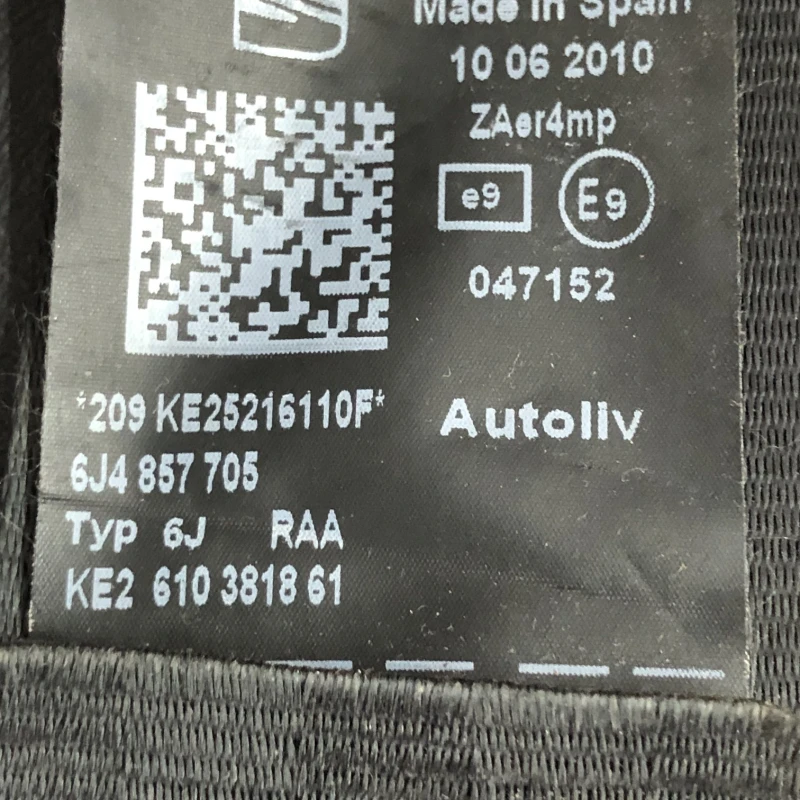 Made in Spain
10 06 2010
ZAer4mp
e9 E9
047152
*209 KE25216110F*
Autoliv
6J4 857 705
Typ 6J RAA
KE2 610 3818 61